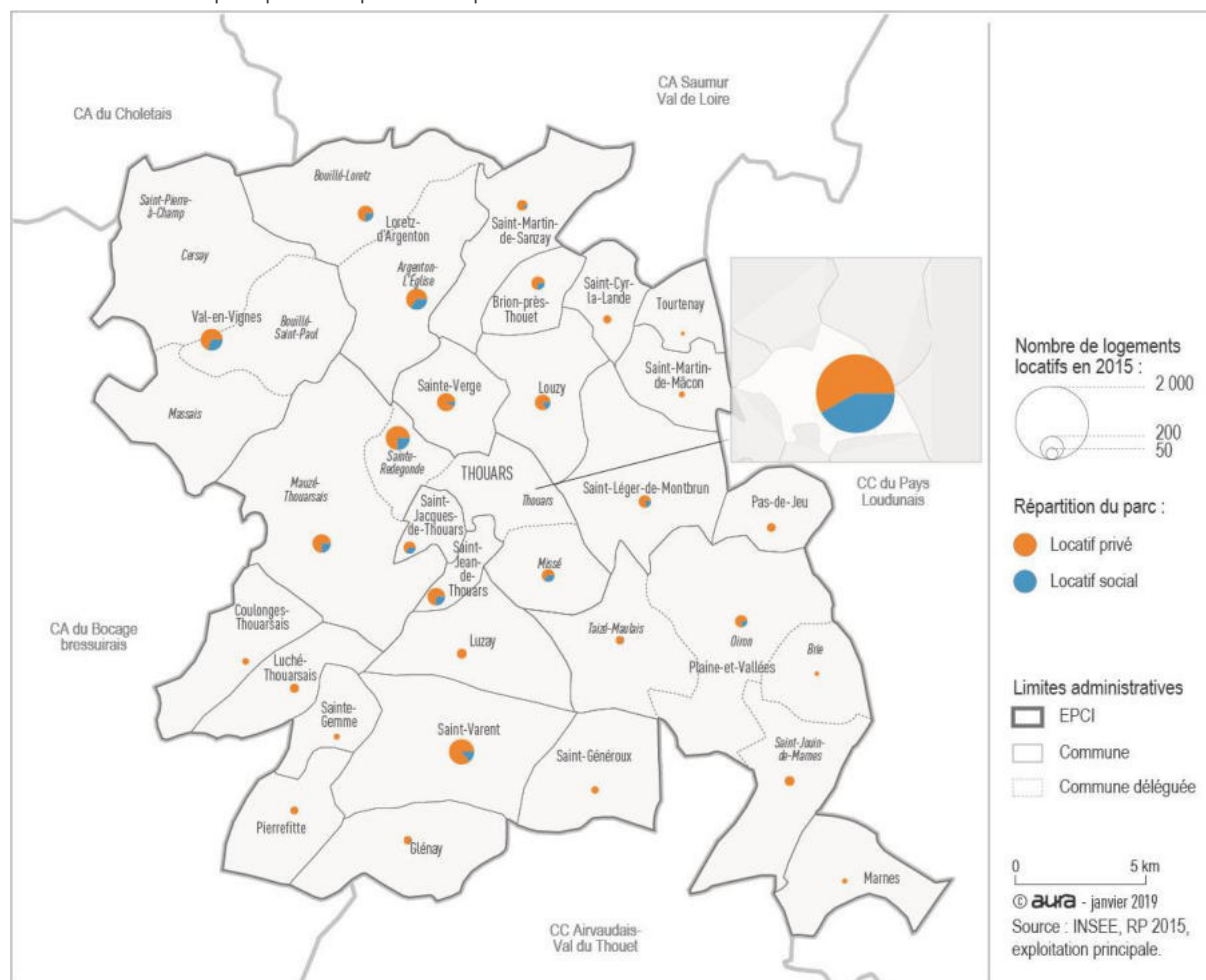 CA du Choletais
CA Saumur
Val de Loire
Bouillé-Loretz
Saint-Pierre-
à-Champ
Cersay
Loretz-
d'Argenton
Saint-Martin-
de-Sanzay
Argenton-
L'Église
Brion-près-
Thouet
Saint-Cyr-
la-Lande
Tourtenay
Val-en-Vignes
Bouillé-
Saint-Paul
Saint-Martin-
de-Mâcon
Massais
Sainte-Verge
Louzy
Sainte-
Radegonde
THOUARS
Thouars
Mauzé-
Thouarsais
Saint-
Jacques-
de-Thouars
Saint-
Jean-
de-
Thouars
Missé
Saint-Léger-de-Montbrun
Pas-de-Jeu
CC du Pays
Loudunais
CA du Bocage
bressuirais
Coulonges-
Thouarsais
Luché-
Thouarsais
Luzay
Taizé-Maulais
Oiron
Brie
Plaine-et-Vallées
Sainte-
Gemme
Saint-Varent
Saint-Généroux
Saint-Jouin-
de-Marnes
Pierrefitte
Glénay
Marnes
CC Airvaudais-
Val du Thouet
Nombre de logements
locatifs en 2015 :
2 000
200
50
Répartition du parc :
Locatif privé
Locatif social
Limites administratives
EPCI
Commune
Commune déléguée
0 5 km
© aura - janvier 2019
Source : INSEE, RP 2015,
exploitation principale.